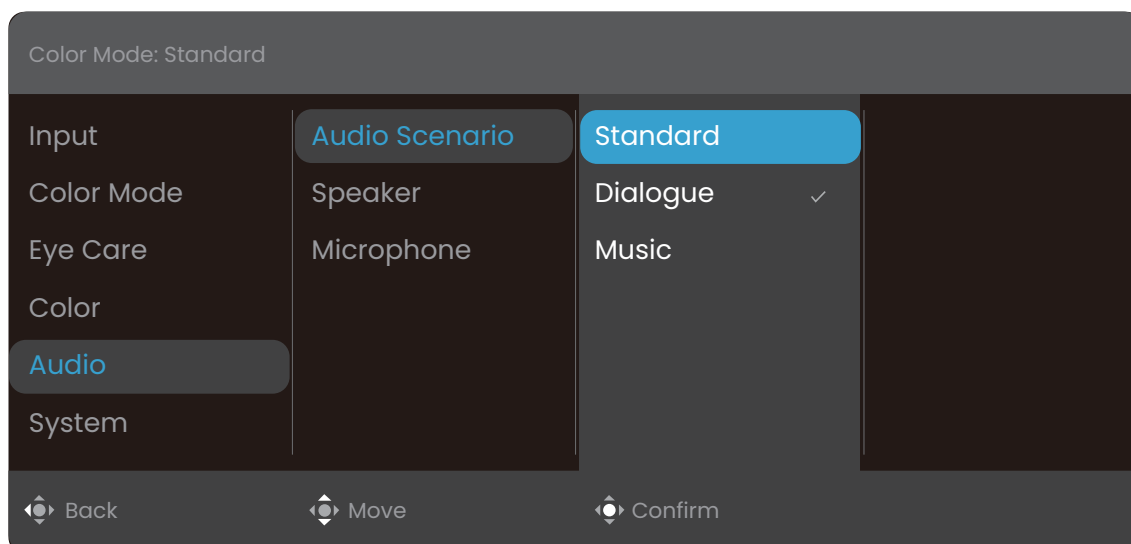 Color Mode: Standard
Input
Color Mode
Eye Care
Color
Audio
System
Audio Scenario
Speaker
Microphone
Standard
Dialogue
Music
Back
Move
Confirm